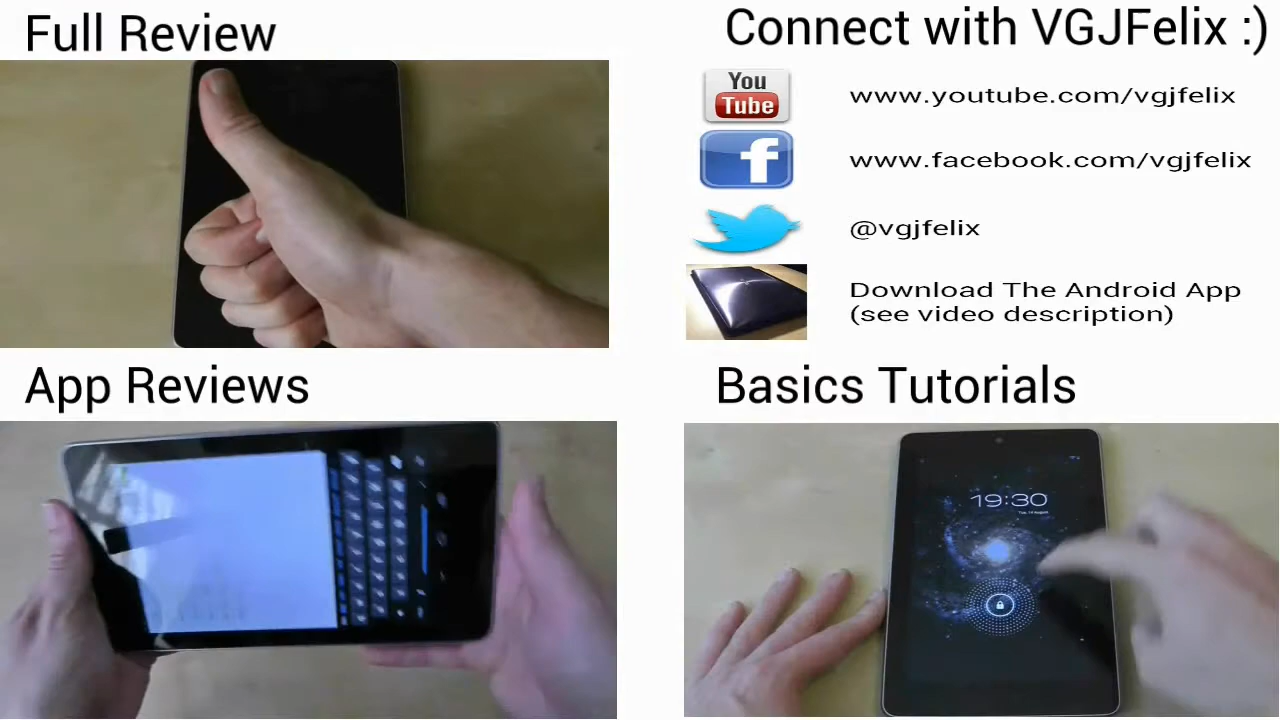 Full Review
Connect with VGJFelix :)
You
Tube
www.youtube.com/vgjfelix
f
www.facebook.com/vgjfelix
@vgjfelix
Download The Android App
(see video description)
App Reviews
Basics Tutorials
19:30